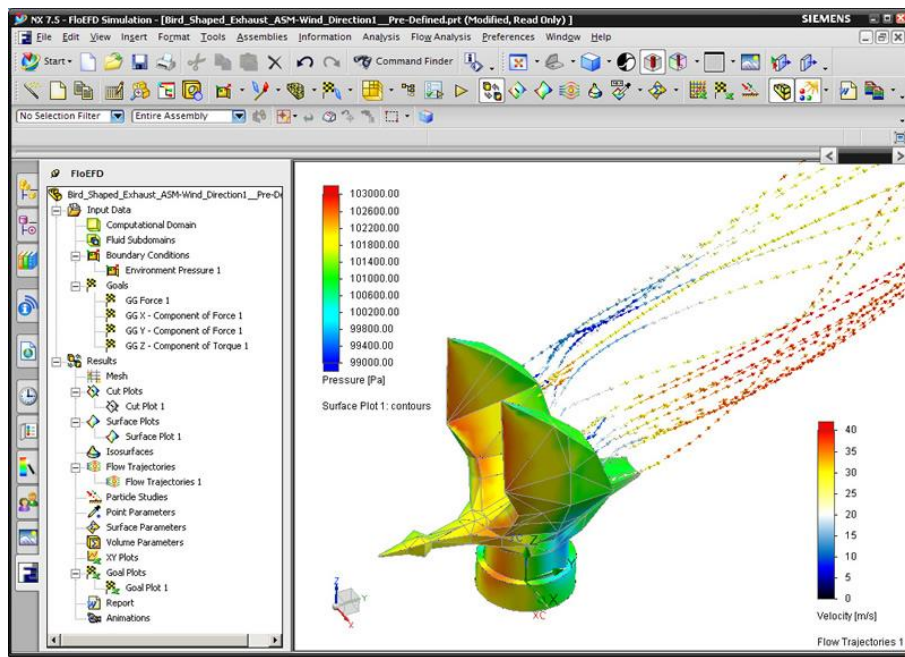 NX 7.5 - FloEFD Simulation - [Bird_Shaped_Exhaust_ASM-Wind_Direction1__Pre-Defined.prt (Modified, Read Only) ]
SIEMENS
File Edit View Insert Format Tools Assemblies Information Analysis Flow Analysis Preferences Window Help
Start Command Finder
No Selection Filter Entire Assembly
FloEFD
Bird_Shaped_Exhaust_ASM-Wind_Direction1__Pre-De
Input Data
Computational Domain
Fluid Subdomains
Boundary Conditions
Environment Pressure 1
Goals
GG Force 1
GG X - Component of Force 1
GG Y - Component of Force 1
GG Z - Component of Torque 1
Results
Mesh
Cut Plots
Cut Plot 1
Surface Plots
Surface Plot 1
Isosurfaces
Flow Trajectories
Flow Trajectories 1
Particle Studies
Point Parameters
Surface Parameters
Volume Parameters
XY Plots
Goal Plots
Goal Plot 1
Report
Animations
103000.00
102600.00
102200.00
101800.00
101400.00
101000.00
100600.00
100200.00
99800.00
99400.00
99000.00
Pressure [Pa]
Surface Plot 1: contours
Z
Y
X
Z
X
XC
40
35
30
25
20
15
10
5
0
Velocity [m/s]
Flow Trajectories 1